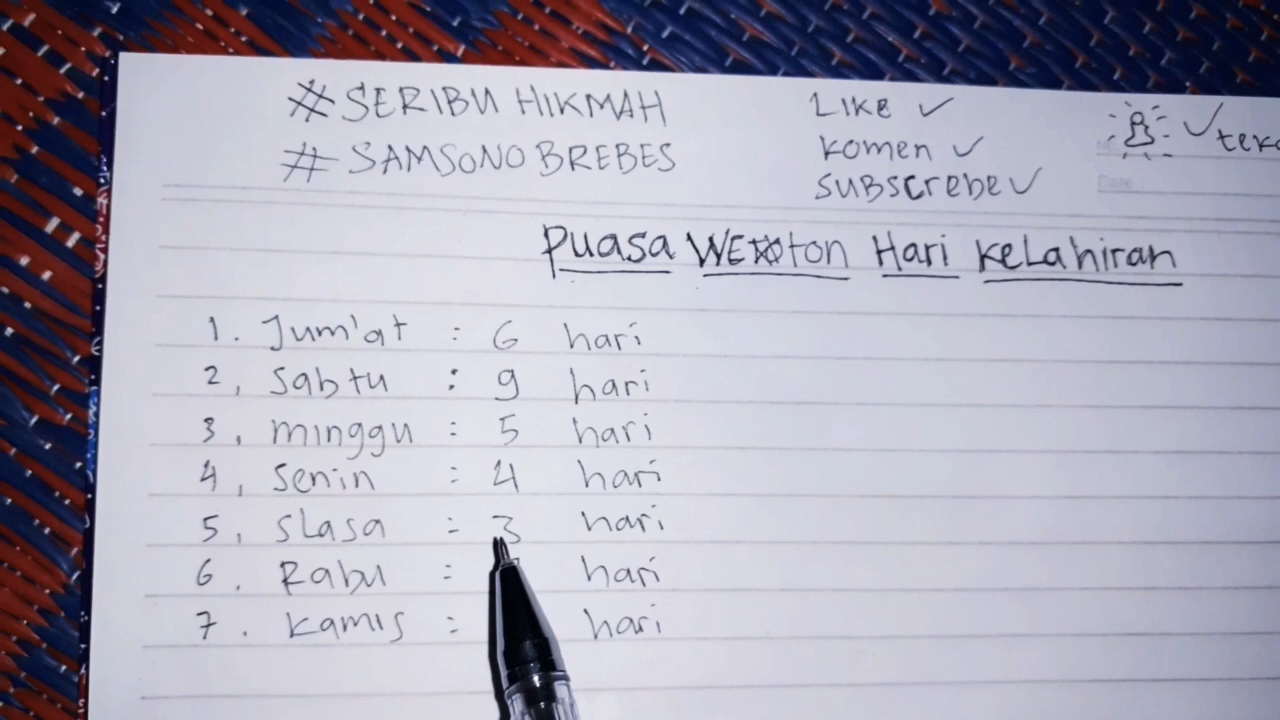 #SERIBU HIKMAH
#SAMSONO BREBES
Like ✓
komen ✓
subscrebe ✓
✓
Puasa Weton Hari Kelahiran
1. Jum'at : 6 hari
2, Sabtu : 9 hari
3, minggu : 5 hari
4, Senin : 4 hari
5, SLasa : 3 hari
6. Rabu : hari
7. Kamis : hari